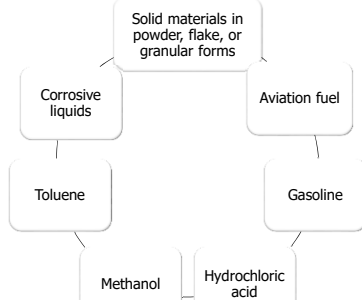 Solid materials in
powder, flake, or
granular forms
Aviation fuel
Gasoline
Hydrochloric
acid
Methanol
Toluene
Corrosive
liquids